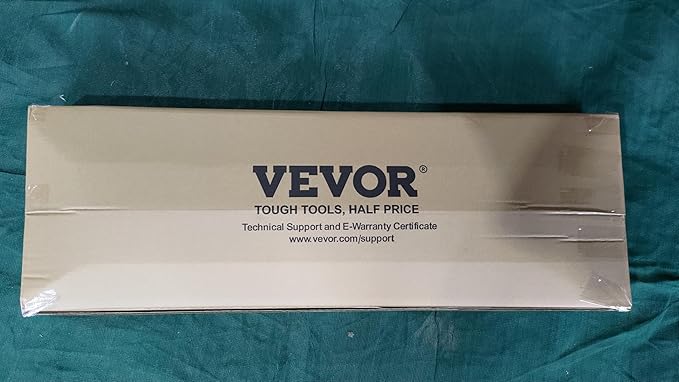 VEVOR®
TOUGH TOOLS, HALF PRICE
Technical Support and E-Warranty Certificate
www.vevor.com/support